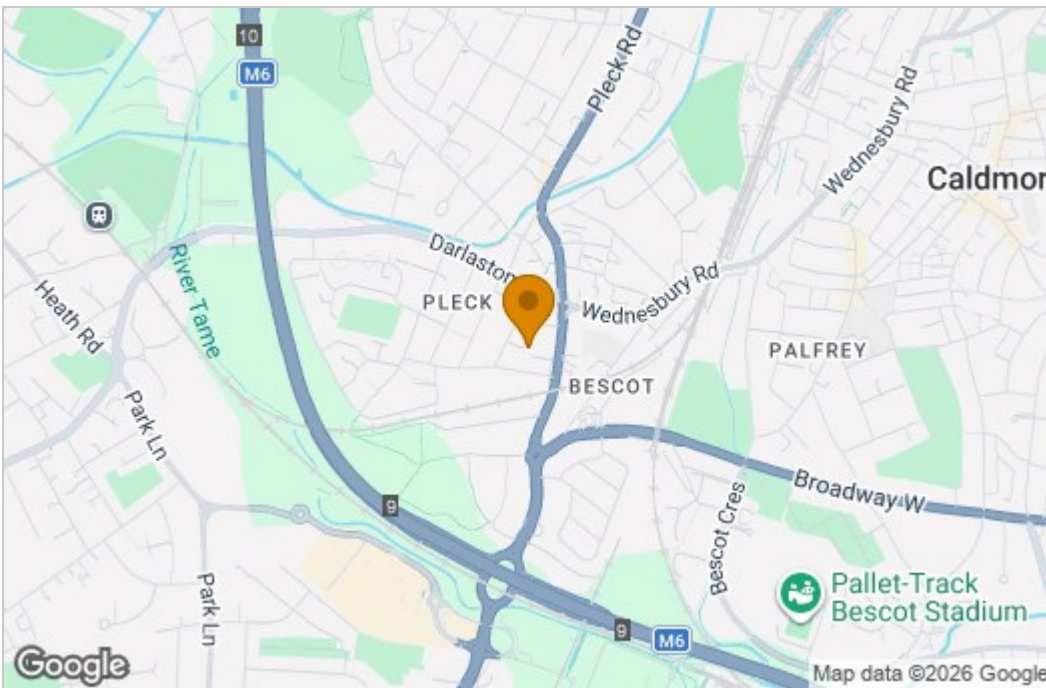 10
M6
Pleck Rd
Wednesbury Rd
Caldmor
Darlaston
River Tame
PLECK
Wednesbury Rd
Heath Rd
PALFREY
BESCOT
Park Ln
Broadway W
9
Bescot Cres
Park Ln
Pallet-Track
Bescot Stadium
9
M6
Google
Map data ©2026 Google